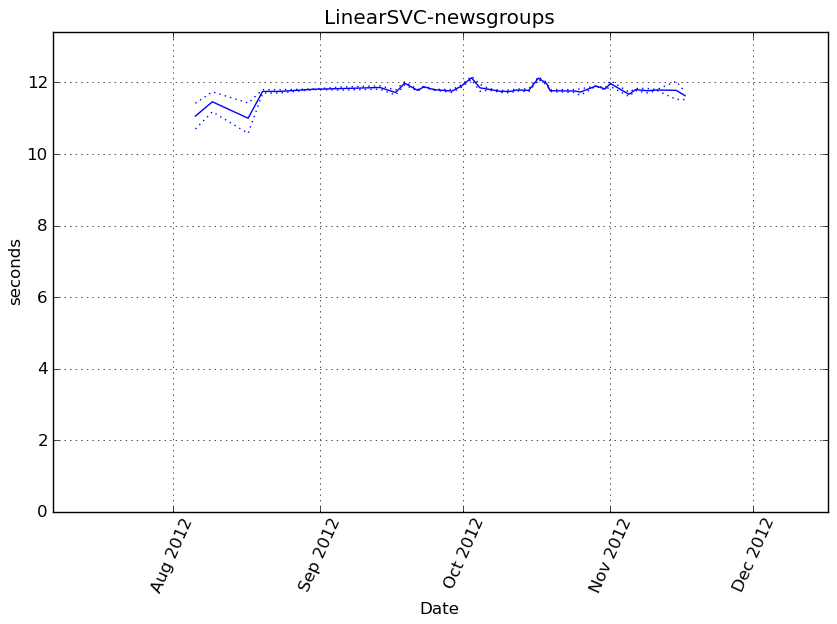 LinearSVC-newsgroups
12
10
8
6
4
2
0
seconds
Aug 2012
Sep 2012
Oct 2012
Nov 2012
Dec 2012
Date